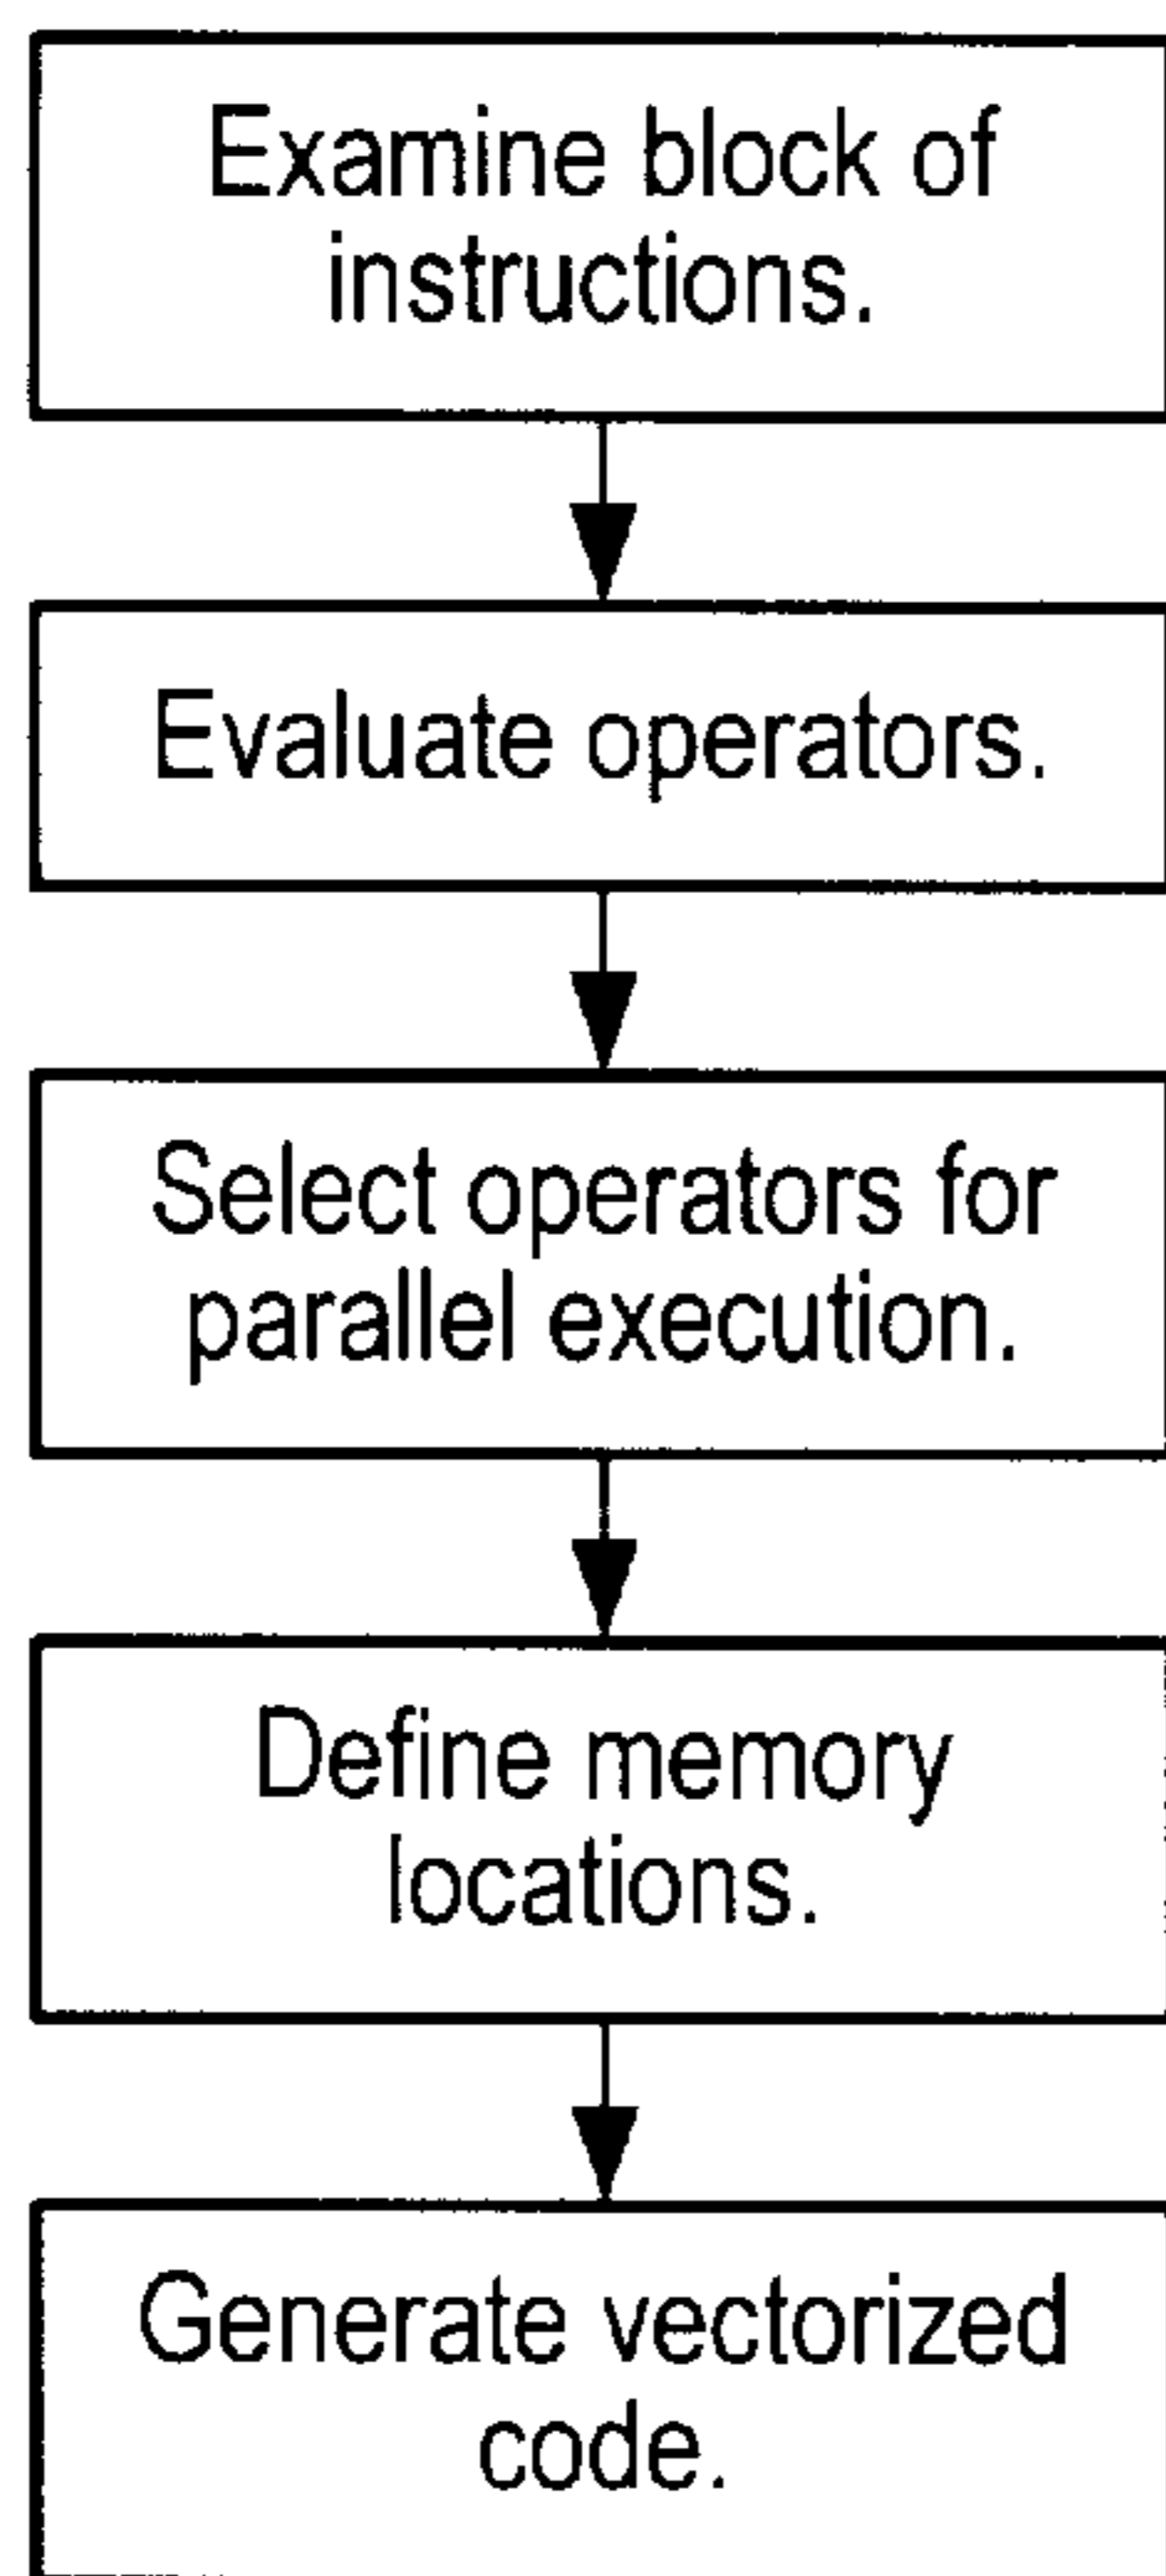 Examine block of
instructions.
Evaluate operators.
Select operators for
parallel execution.
Define memory
locations.
Generate vectorized
code.